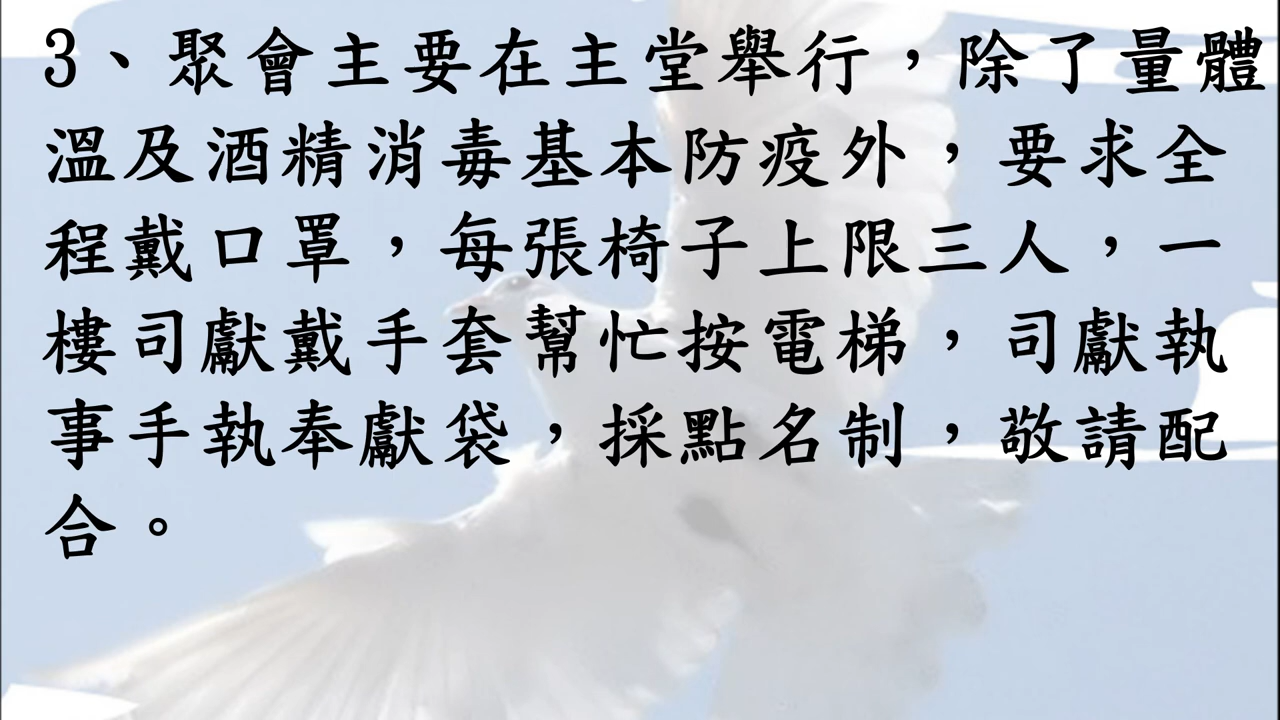 3、聚會主要在主堂舉行，除了量體
溫及酒精消毒基本防疫外，要求全
程戴口罩，每張椅子上限三人，一
樓司獻戴手套幫忙按電梯，司獻執
事手執奉獻袋，採點名制，敬請配
合。